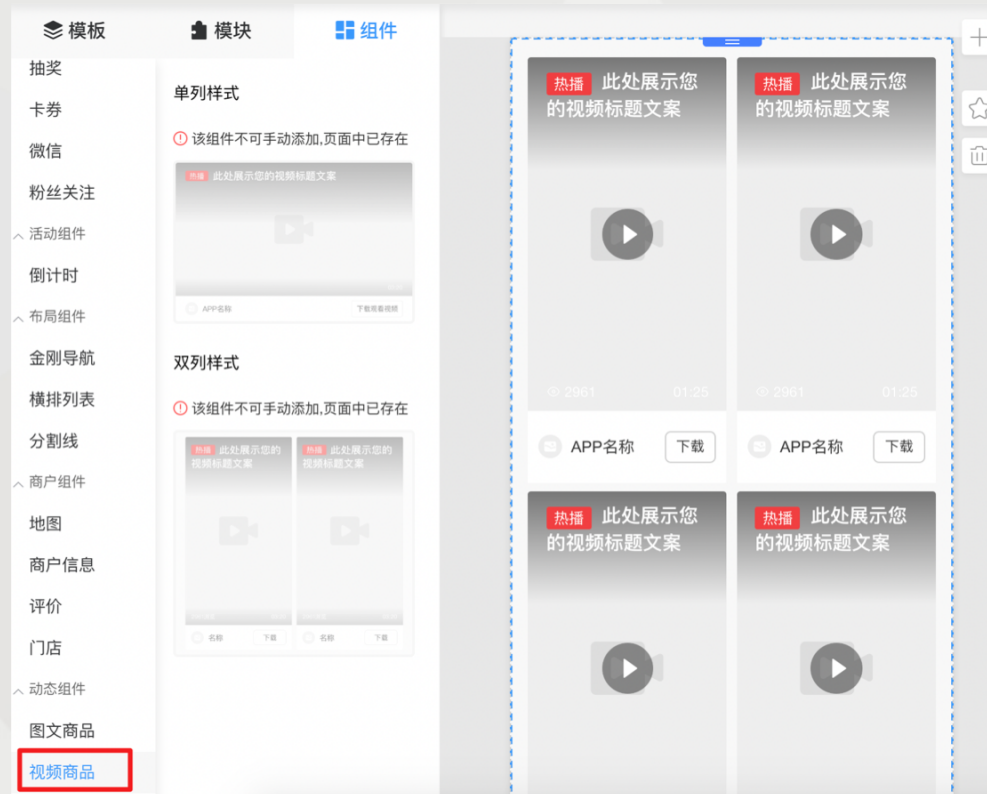 模板
模块
组件
抽奖
卡券
微信
粉丝关注
活动组件
倒计时
布局组件
金刚导航
横排列表
分割线
商户组件
地图
商户信息
评价
门店
动态组件
图文商品
视频商品
单列样式
该组件不可手动添加,页面中已存在
热播 此处展示您的视频标题文案
APP名称
下载观看视频
双列样式
该组件不可手动添加,页面中已存在
热播 此处展示您的
视频标题文案
名称
下载
热播 此处展示您的
视频标题文案
名称
下载
热播 此处展示您
的视频标题文案
2961
01:25
APP名称
下载
热播 此处展示您
的视频标题文案
2961
01:25
APP名称
下载
热播 此处展示您
的视频标题文案
热播 此处展示您
的视频标题文案